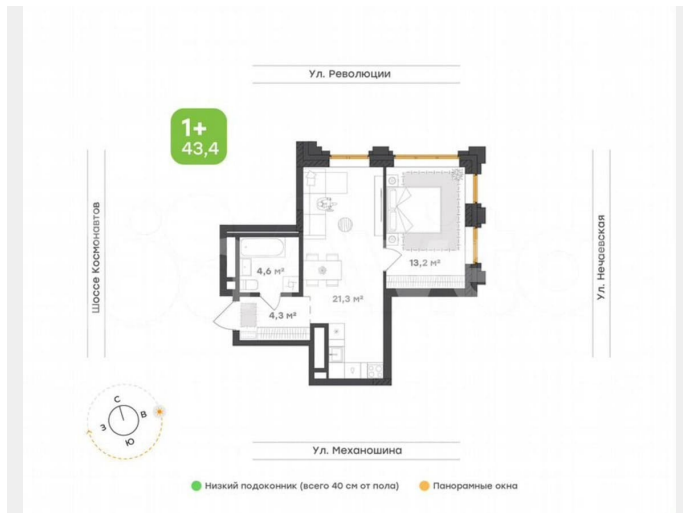 Ул. Революции
1+
43,4
Шоссе Космонавтов
Ул. Нечаевская
13,2 м²
4,6 м²
21,3 м²
4,3 м²
С
В
З
Ю
Ул. Механошина
Низкий подоконник (всего 40 см от пола)
Панорамные окна